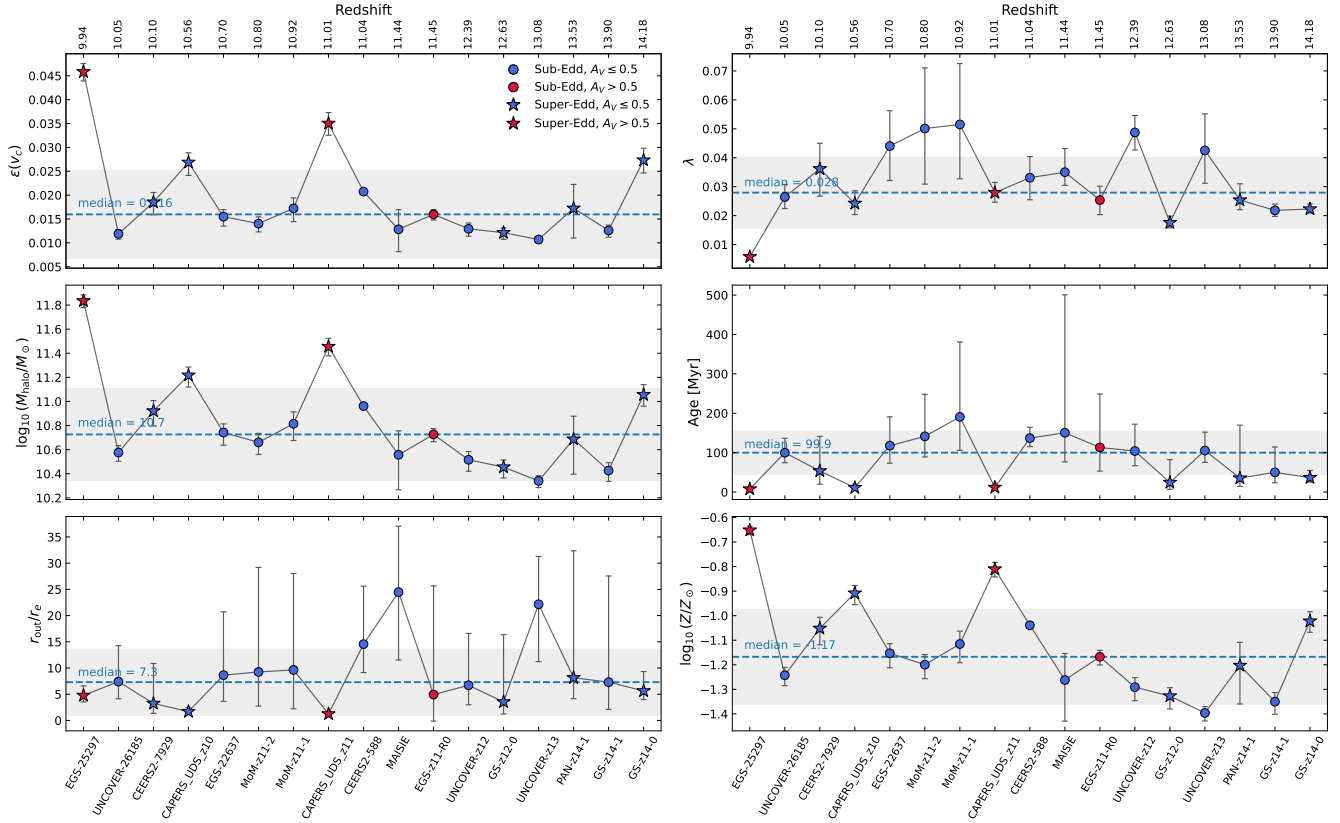 Redshift
9.94 10.05 10.10 10.56 10.70 10.80 10.92 11.01 11.04 11.44 11.45 12.39 12.63 13.08 13.53 13.90 14.18
ε(v_c)
0.045
0.040
0.035
0.030
0.025
0.020
0.015
0.010
0.005
Sub-Edd, A_V ≤ 0.5
Sub-Edd, A_V > 0.5
Super-Edd, A_V ≤ 0.5
Super-Edd, A_V > 0.5
median = 0.016
Redshift
9.94 10.05 10.10 10.56 10.70 10.80 10.92 11.01 11.04 11.44 11.45 12.39 12.63 13.08 13.53 13.90 14.18
λ
0.07
0.06
0.05
0.04
0.03
0.02
0.01
median = 0.028
log₁₀(M_halo/M_⊙)
11.8
11.6
11.4
11.2
11.0
10.8
10.6
10.4
10.2
median = 10.7
Age [Myr]
500
400
300
200
100
0
median = 99.9
r_out/r_e
35
30
25
20
15
10
5
0
median = 7.3
EGS-25297
UNCOVER-26185
CEERS2-7929
CAPERS_UDS_z10
EGS-22637
MoM-z11-2
MoM-z11-1
CAPERS_UDS_z11
CEERS2-588
MAISIE
EGS-z11-R0
UNCOVER-z12
GS-z12-0
UNCOVER-z13
PAN-z14-1
GS-z14-1
GS-z14-0
log₁₀(Z/Z_⊙)
−0.6
−0.7
−0.8
−0.9
−1.0
−1.1
−1.2
−1.3
−1.4
median = -1.17
EGS-25297
UNCOVER-26185
CEERS2-7929
CAPERS_UDS_z10
EGS-22637
MoM-z11-2
MoM-z11-1
CAPERS_UDS_z11
CEERS2-588
MAISIE
EGS-z11-R0
UNCOVER-z12
GS-z12-0
UNCOVER-z13
PAN-z14-1
GS-z14-1
GS-z14-0